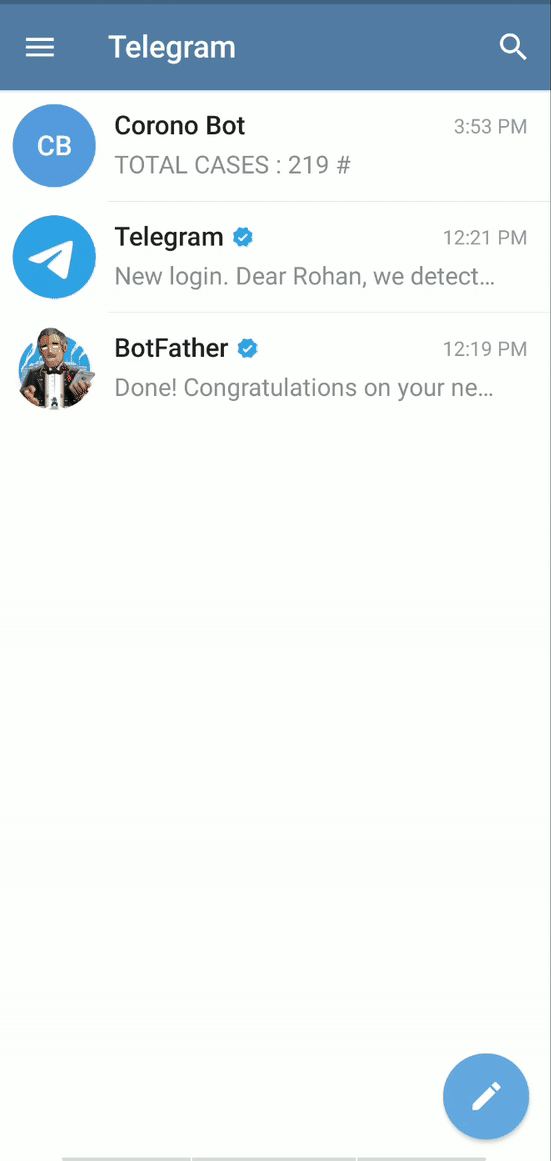 Telegram
CB
Corono Bot
3:53 PM
TOTAL CASES : 219 #
Telegram
12:21 PM
New login. Dear Rohan, we detect…
BotFather
12:19 PM
Done! Congratulations on your ne…